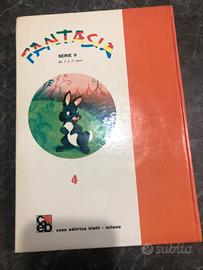 FANTASIA
SERIE II
da 7 a 11 anni
4
ceb
casa editrice bietti - milano
subito